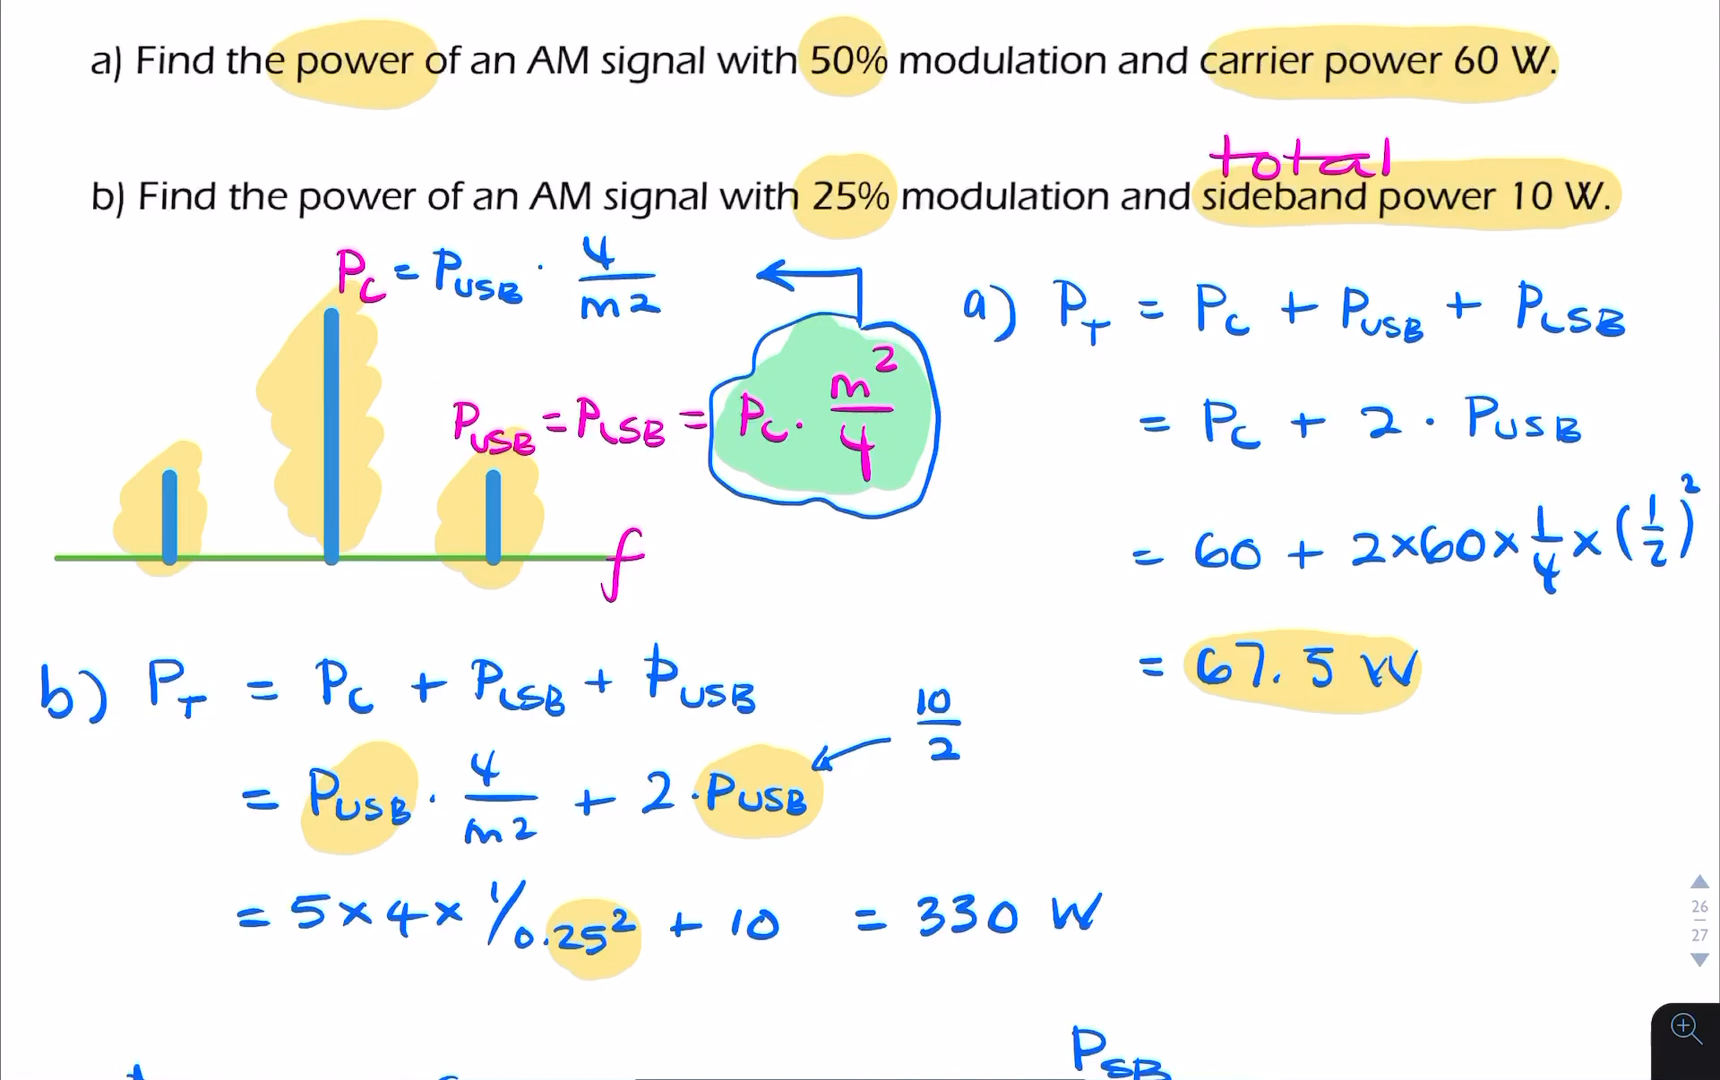 a) Find the power of an AM signal with 50% modulation and carrier power 60 W.
total
b) Find the power of an AM signal with 25% modulation and sideband power 10 W.
Pc = PUSB · 4/m2
PUSB = PLSB = Pc · m²/4
f
a) PT = Pc + PUSB + PLSB
= Pc + 2 · PUSB
= 60 + 2×60×1/4×(1/2)²
= 67.5 W
b) PT = Pc + PLSB + PUSB
= PUSB · 4/m2 + 2·PUSB
10/2
= 5×4×1/0.25² + 10 = 330 W
PSB
26
27